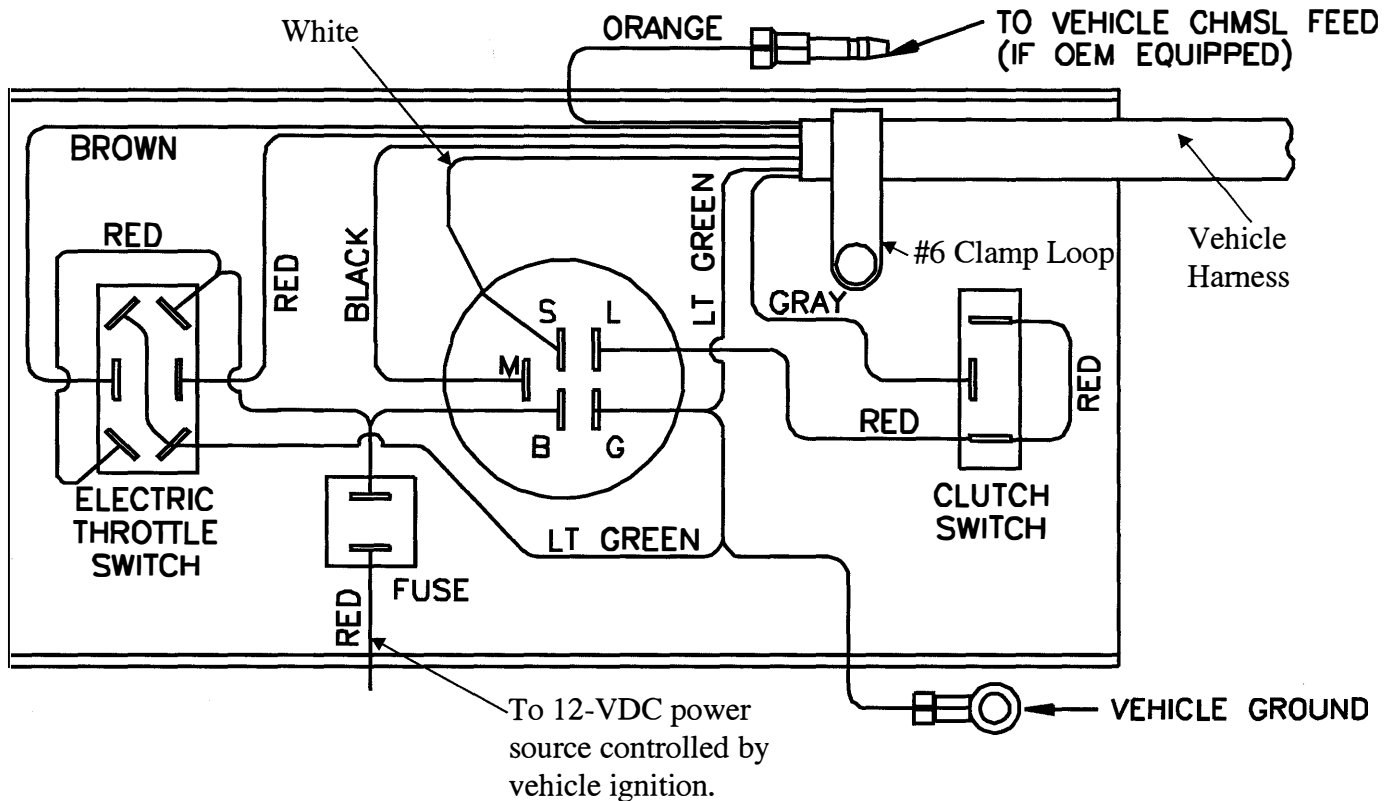 White
ORANGE
TO VEHICLE CHMSL FEED
(IF OEM EQUIPPED)
BROWN
RED
RED
BLACK
LT GREEN
#6 Clamp Loop
Vehicle
Harness
GRAY
S
L
M
B
G
RED
RED
ELECTRIC
THROTTLE
SWITCH
CLUTCH
SWITCH
LT GREEN
FUSE
RED
To 12-VDC power
source controlled by
vehicle ignition.
VEHICLE GROUND